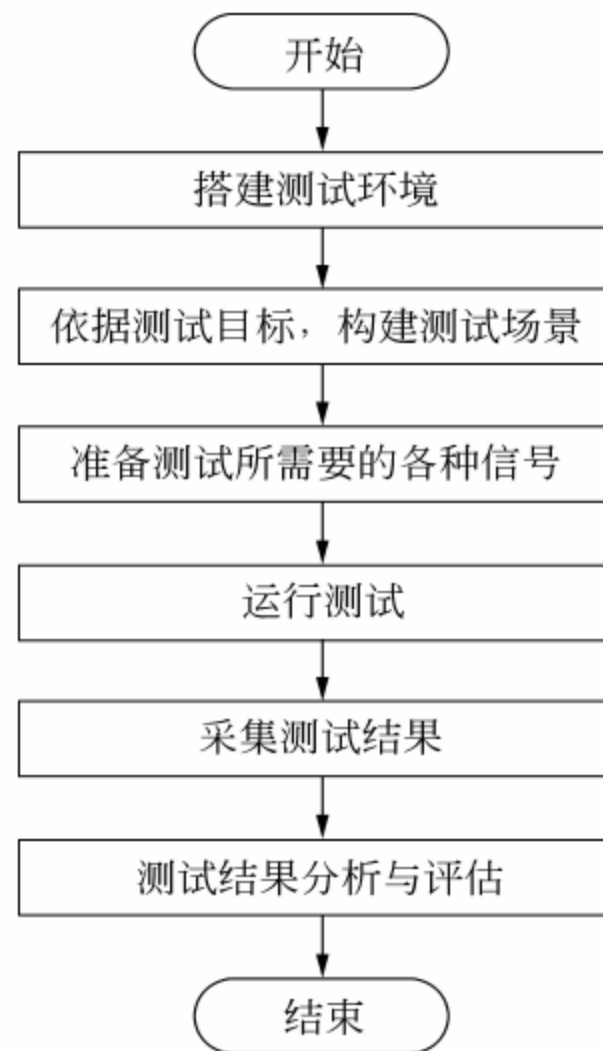 开始
搭建测试环境
依据测试目标，构建测试场景
准备测试所需要的各种信号
运行测试
采集测试结果
测试结果分析与评估
结束